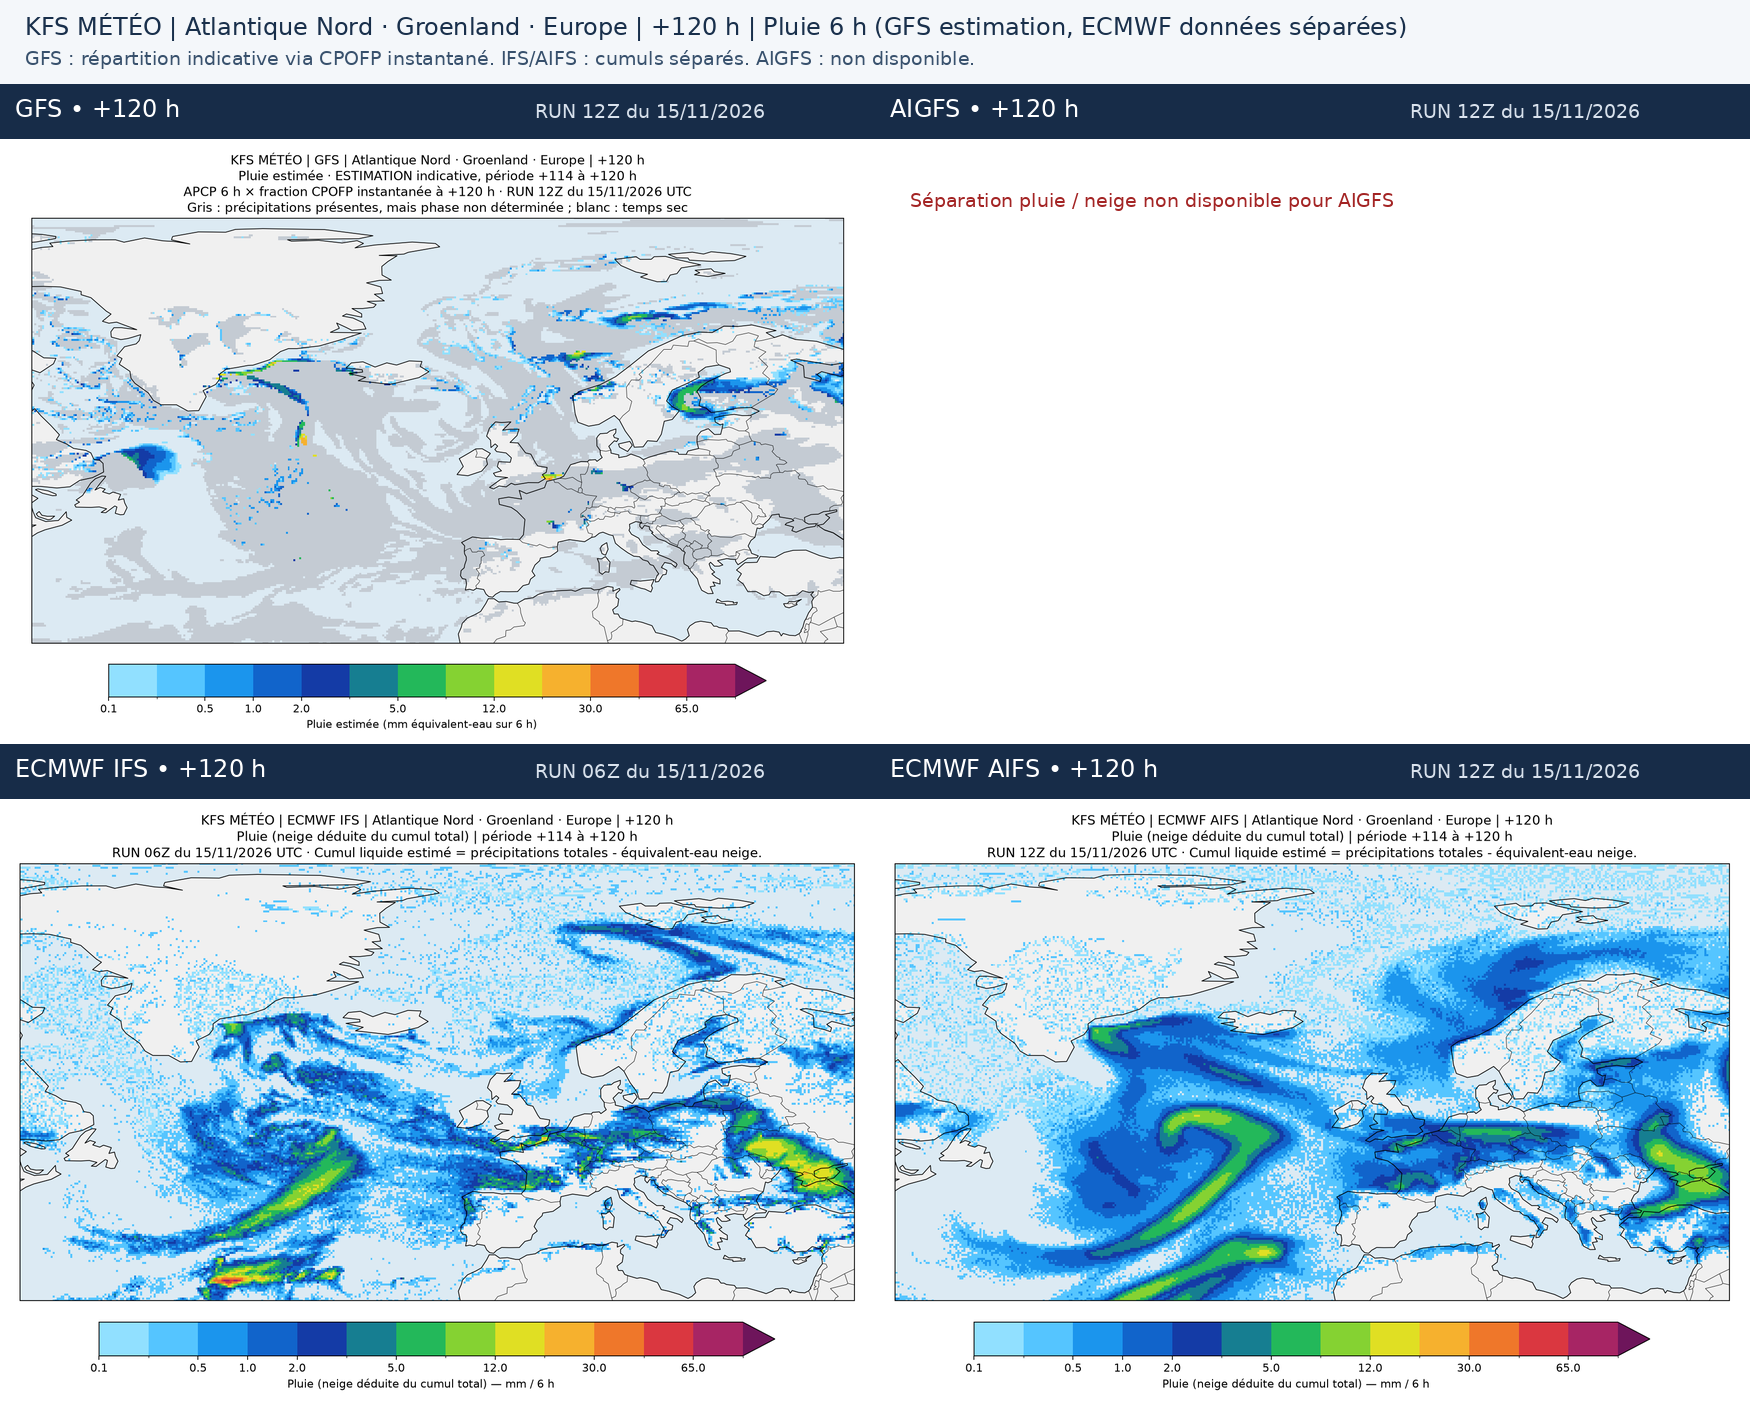 KFS MÉTÉO | Atlantique Nord · Groenland · Europe | +120 h | Pluie 6 h (GFS estimation, ECMWF données séparées)
GFS : répartition indicative via CPOFP instantané. IFS/AIFS : cumuls séparés. AIGFS : non disponible.
GFS • +120 h
RUN 12Z du 15/11/2026
AIGFS • +120 h
RUN 12Z du 15/11/2026
KFS MÉTÉO | GFS | Atlantique Nord · Groenland · Europe | +120 h
Pluie estimée · ESTIMATION indicative, période +114 à +120 h
APCP 6 h × fraction CPOFP instantanée à +120 h · RUN 12Z du 15/11/2026 UTC
Gris : précipitations présentes, mais phase non déterminée ; blanc : temps sec
Séparation pluie / neige non disponible pour AIGFS
0.1 0.5 1.0 2.0 5.0 12.0 30.0 65.0
Pluie estimée (mm équivalent-eau sur 6 h)
ECMWF IFS • +120 h
RUN 06Z du 15/11/2026
ECMWF AIFS • +120 h
RUN 12Z du 15/11/2026
KFS MÉTÉO | ECMWF IFS | Atlantique Nord · Groenland · Europe | +120 h
Pluie (neige déduite du cumul total) | période +114 à +120 h
RUN 06Z du 15/11/2026 UTC · Cumul liquide estimé = précipitations totales - équivalent-eau neige.
KFS MÉTÉO | ECMWF AIFS | Atlantique Nord · Groenland · Europe | +120 h
Pluie (neige déduite du cumul total) | période +114 à +120 h
RUN 12Z du 15/11/2026 UTC · Cumul liquide estimé = précipitations totales - équivalent-eau neige.
0.1 0.5 1.0 2.0 5.0 12.0 30.0 65.0
Pluie (neige déduite du cumul total) — mm / 6 h
0.1 0.5 1.0 2.0 5.0 12.0 30.0 65.0
Pluie (neige déduite du cumul total) — mm / 6 h